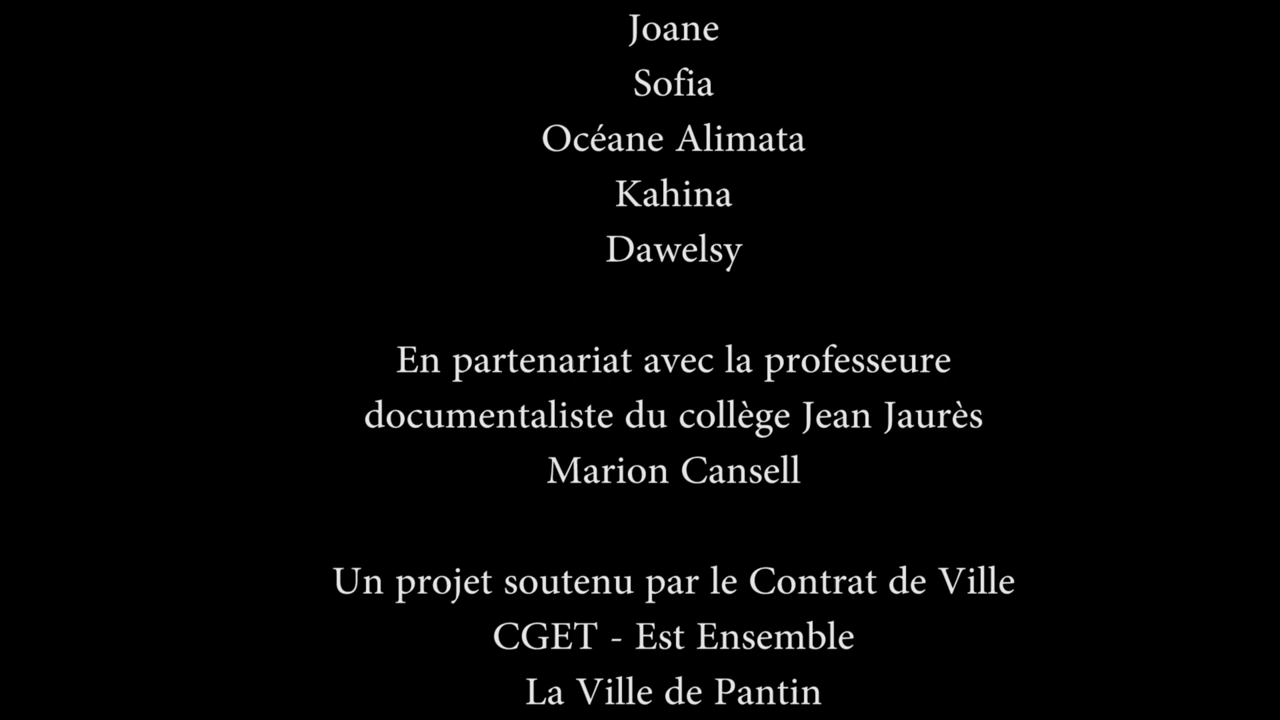 Joane
Sofia
Océane Alimata
Kahina
Dawelsy
En partenariat avec la professeure
documentaliste du collège Jean Jaurès
Marion Cansell
Un projet soutenu par le Contrat de Ville
CGET - Est Ensemble
La Ville de Pantin